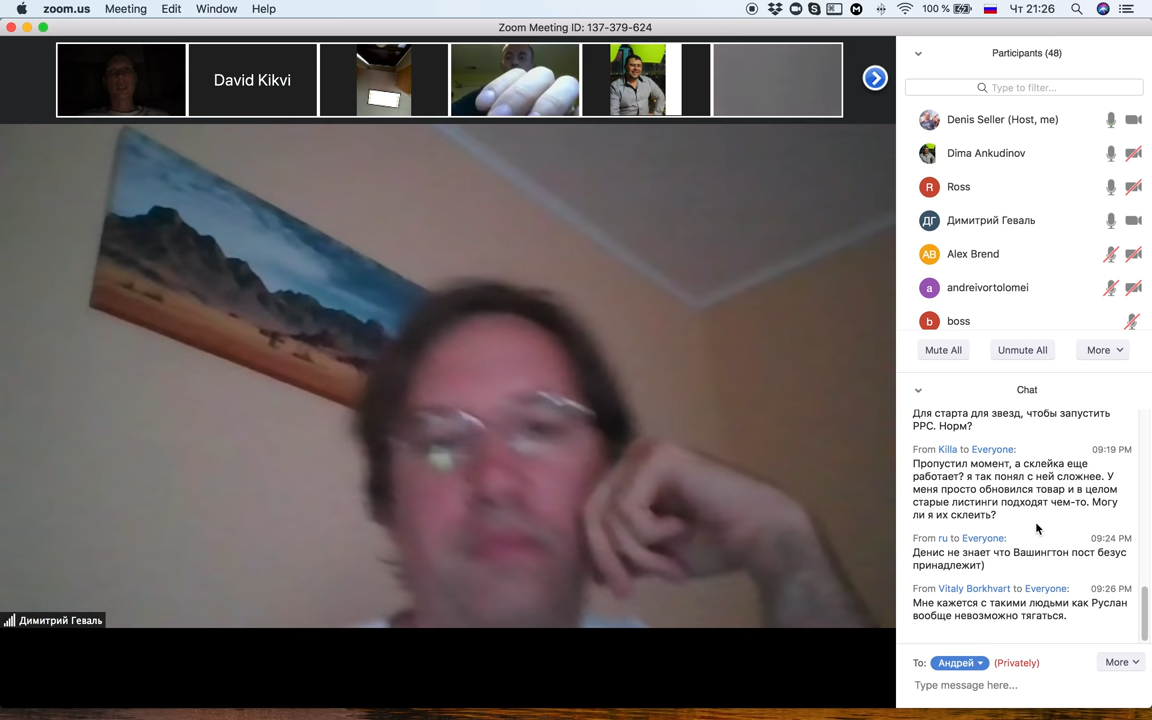 zoom.us Meeting Edit Window Help 100 % Чт 21:26
Zoom Meeting ID: 137-379-624
David Kikvi
Димитрий Геваль
Participants (48)
Type to filter...
Denis Seller (Host, me)
Dima Ankudinov
R Ross
ДГ Димитрий Геваль
AB Alex Brend
a andreivortolomei
b boss
Mute All Unmute All More
Chat
Для старта для звезд, чтобы запустить
PPC. Норм?
From Killa to Everyone: 09:19 PM
Пропустил момент, а склейка еще
работает? я так понял с ней сложнее. У
меня просто обновился товар и в целом
старые листинги подходят чем-то. Могу
ли я их склеить?
From ru to Everyone: 09:24 PM
Денис не знает что Вашингтон пост безус
принадлежит)
From Vitaly Borkhvart to Everyone: 09:26 PM
Мне кажется с такими людьми как Руслан
вообще невозможно тягаться.
To: Андрей (Privately) More
Type message here...